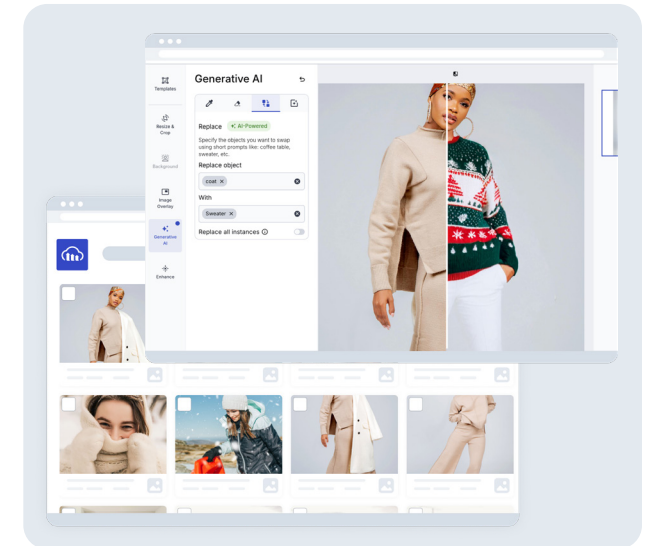 Templates
Resize &
Crop
Background
Image
Overlay
Generative
AI
Enhance
Generative AI
Replace
AI-Powered
Specify the objects you want to swap
using short prompts like: coffee table,
sweater, etc.
Replace object
coat ×
With
Sweater ×
Replace all instances